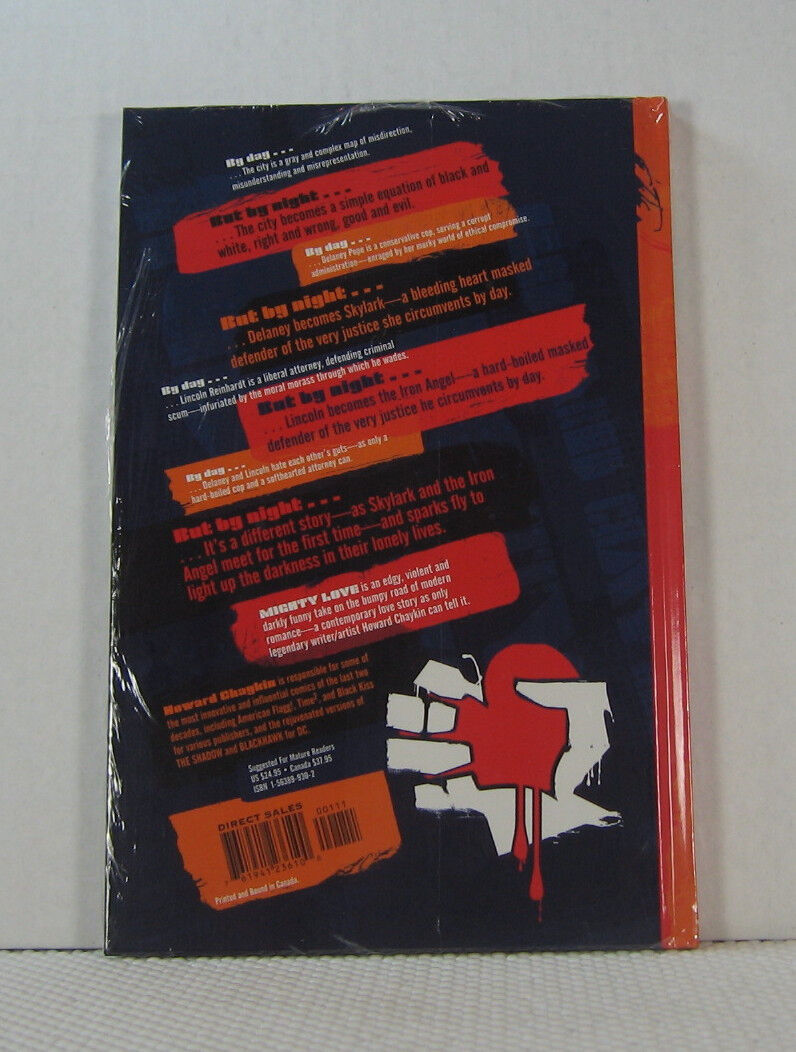 By day . . .
. . . The city is a gray and complex map of misdirection,
misunderstanding and misrepresentation.
But by night . . .
. . . The city becomes a simple equation of black and
white, right and wrong, good and evil.
By day . . .
. . . Delaney Pope is a conservative cop, serving a corrupt
administration—enraged by her murky world of ethical compromise.
But by night . . .
. . . Delaney becomes Skylark—a bleeding heart masked
defender of the very justice she circumvents by day.
By day . . .
. . . Lincoln Reinhardt is a liberal attorney, defending criminal
scum—infuriated by the moral morass through which he wades.
But by night . . .
. . . Lincoln becomes the Iron Angel—a hard-boiled masked
defender of the very justice he circumvents by day.
By day . . .
. . . Delaney and Lincoln hate each other's guts—as only a
hard-boiled cop and a softhearted attorney can.
But by night . . .
. . . It's a different story—as Skylark and the Iron
Angel meet for the first time—and sparks fly to
light up the darkness in their lonely lives.
MIGHTY LOVE is an edgy, violent and
darkly funny take on the bumpy road of modern
romance—a contemporary love story as only
legendary writer/artist Howard Chaykin can tell it.
Howard Chaykin is responsible for some of
the most innovative and influential comics of the last two
decades, including American Flagg!, Time², and Black Kiss
for various publishers, and the rejuvenated versions of
THE SHADOW and BLACKHAWK for DC.
Suggested For Mature Readers
US $24.95 • Canada $37.95
ISBN 1-56389-930-2
DIRECT SALES
00111
61941 23610 6
Printed and Bound in Canada.